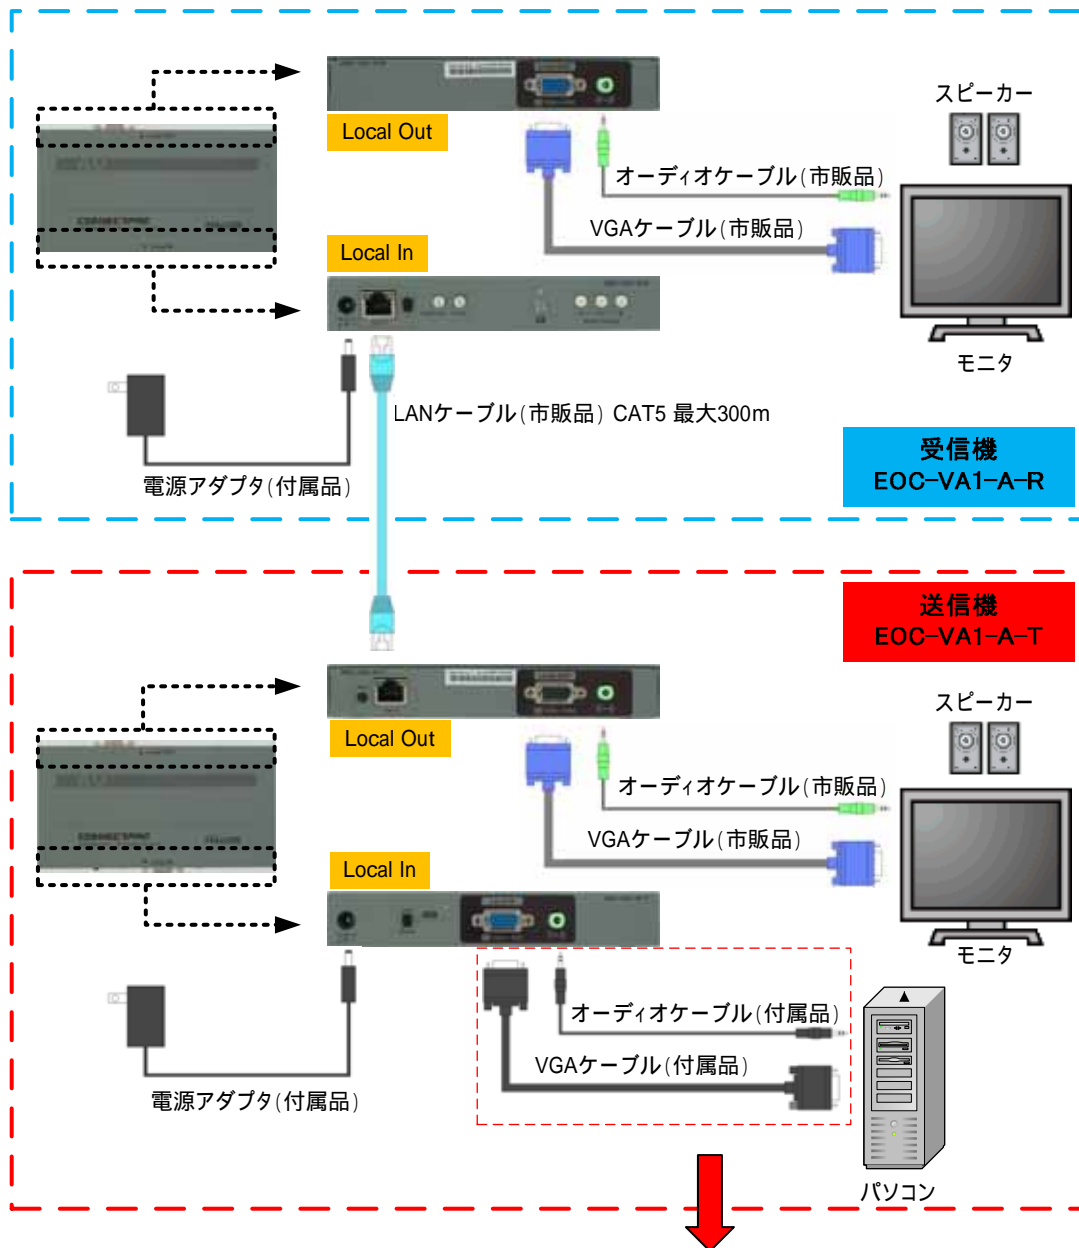 Local Out
スピーカー
オーディオケーブル(市販品)
VGAケーブル(市販品)
Local In
モニタ
LANケーブル(市販品) CAT5 最大300m
電源アダプタ(付属品)
受信機
EOC-VA1-A-R
送信機
EOC-VA1-A-T
Local Out
スピーカー
オーディオケーブル(市販品)
VGAケーブル(市販品)
Local In
モニタ
オーディオケーブル(付属品)
VGAケーブル(付属品)
電源アダプタ(付属品)
パソコン